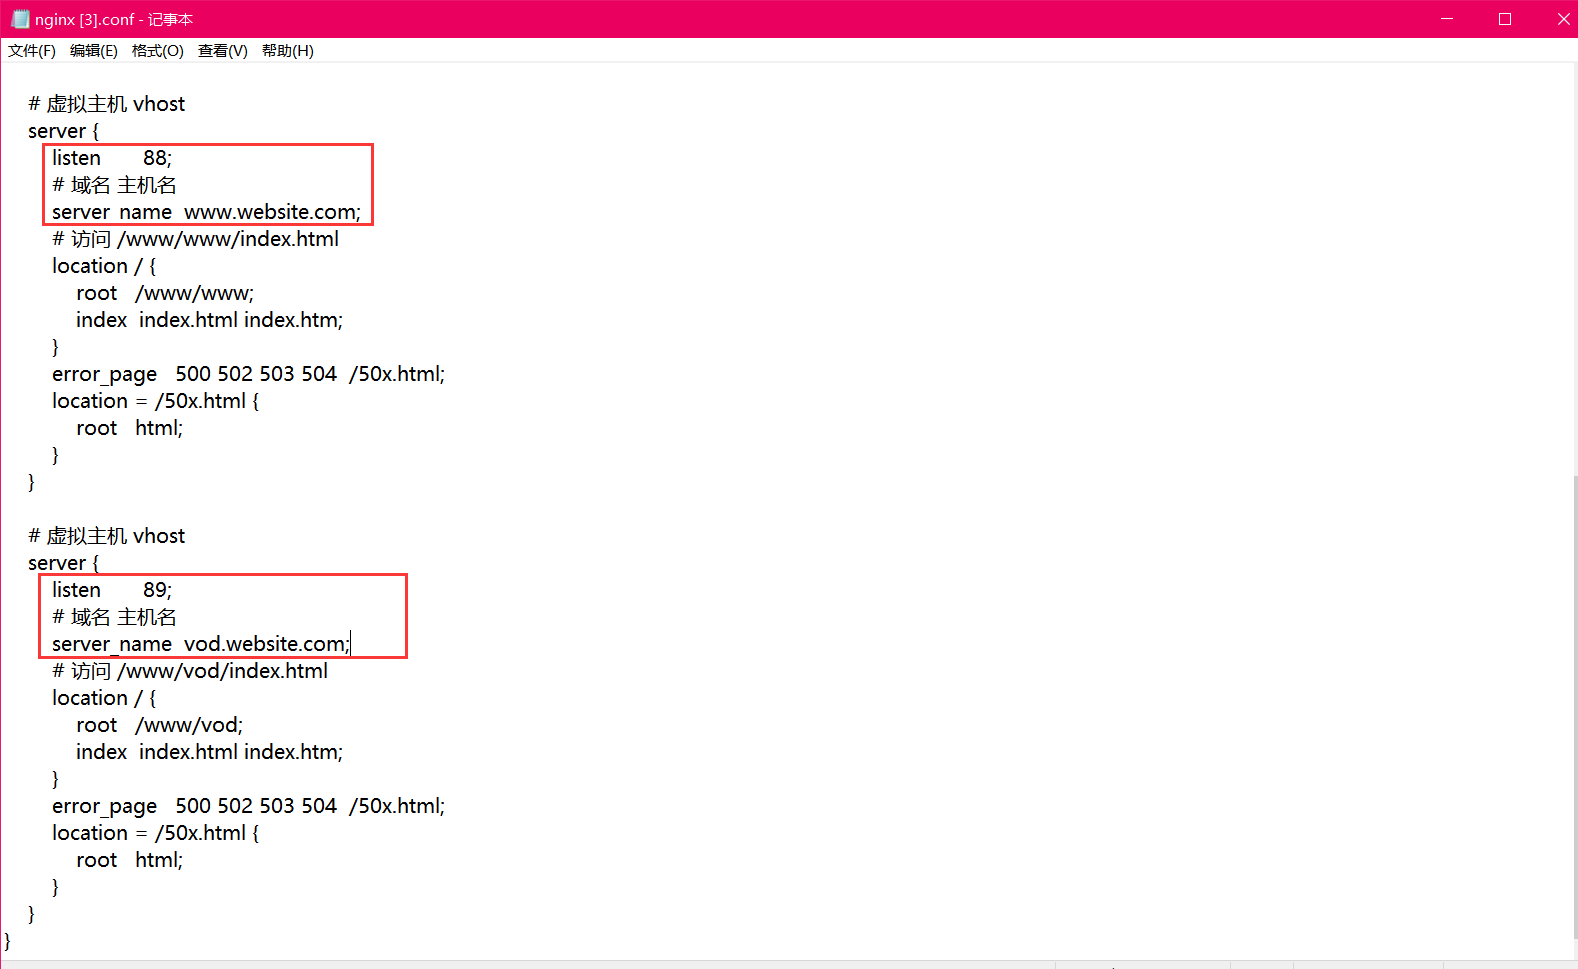 nginx [3].conf - 记事本
文件(F) 编辑(E) 格式(O) 查看(V) 帮助(H)
# 虚拟主机 vhost
server {
listen 88;
# 域名 主机名
server_name www.website.com;
# 访问 /www/www/index.html
location / {
root /www/www;
index index.html index.htm;
}
error_page 500 502 503 504 /50x.html;
location = /50x.html {
root html;
}
}
# 虚拟主机 vhost
server {
listen 89;
# 域名 主机名
server_name vod.website.com;
# 访问 /www/vod/index.html
location / {
root /www/vod;
index index.html index.htm;
}
error_page 500 502 503 504 /50x.html;
location = /50x.html {
root html;
}
}
}